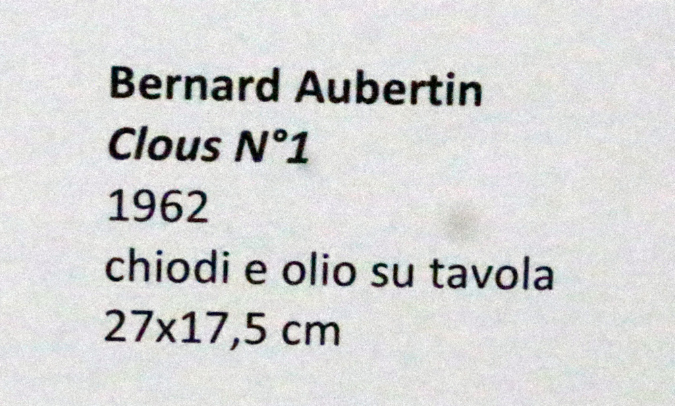 Bernard Aubertin
Clous N°1
1962
chiodi e olio su tavola
27x17,5 cm